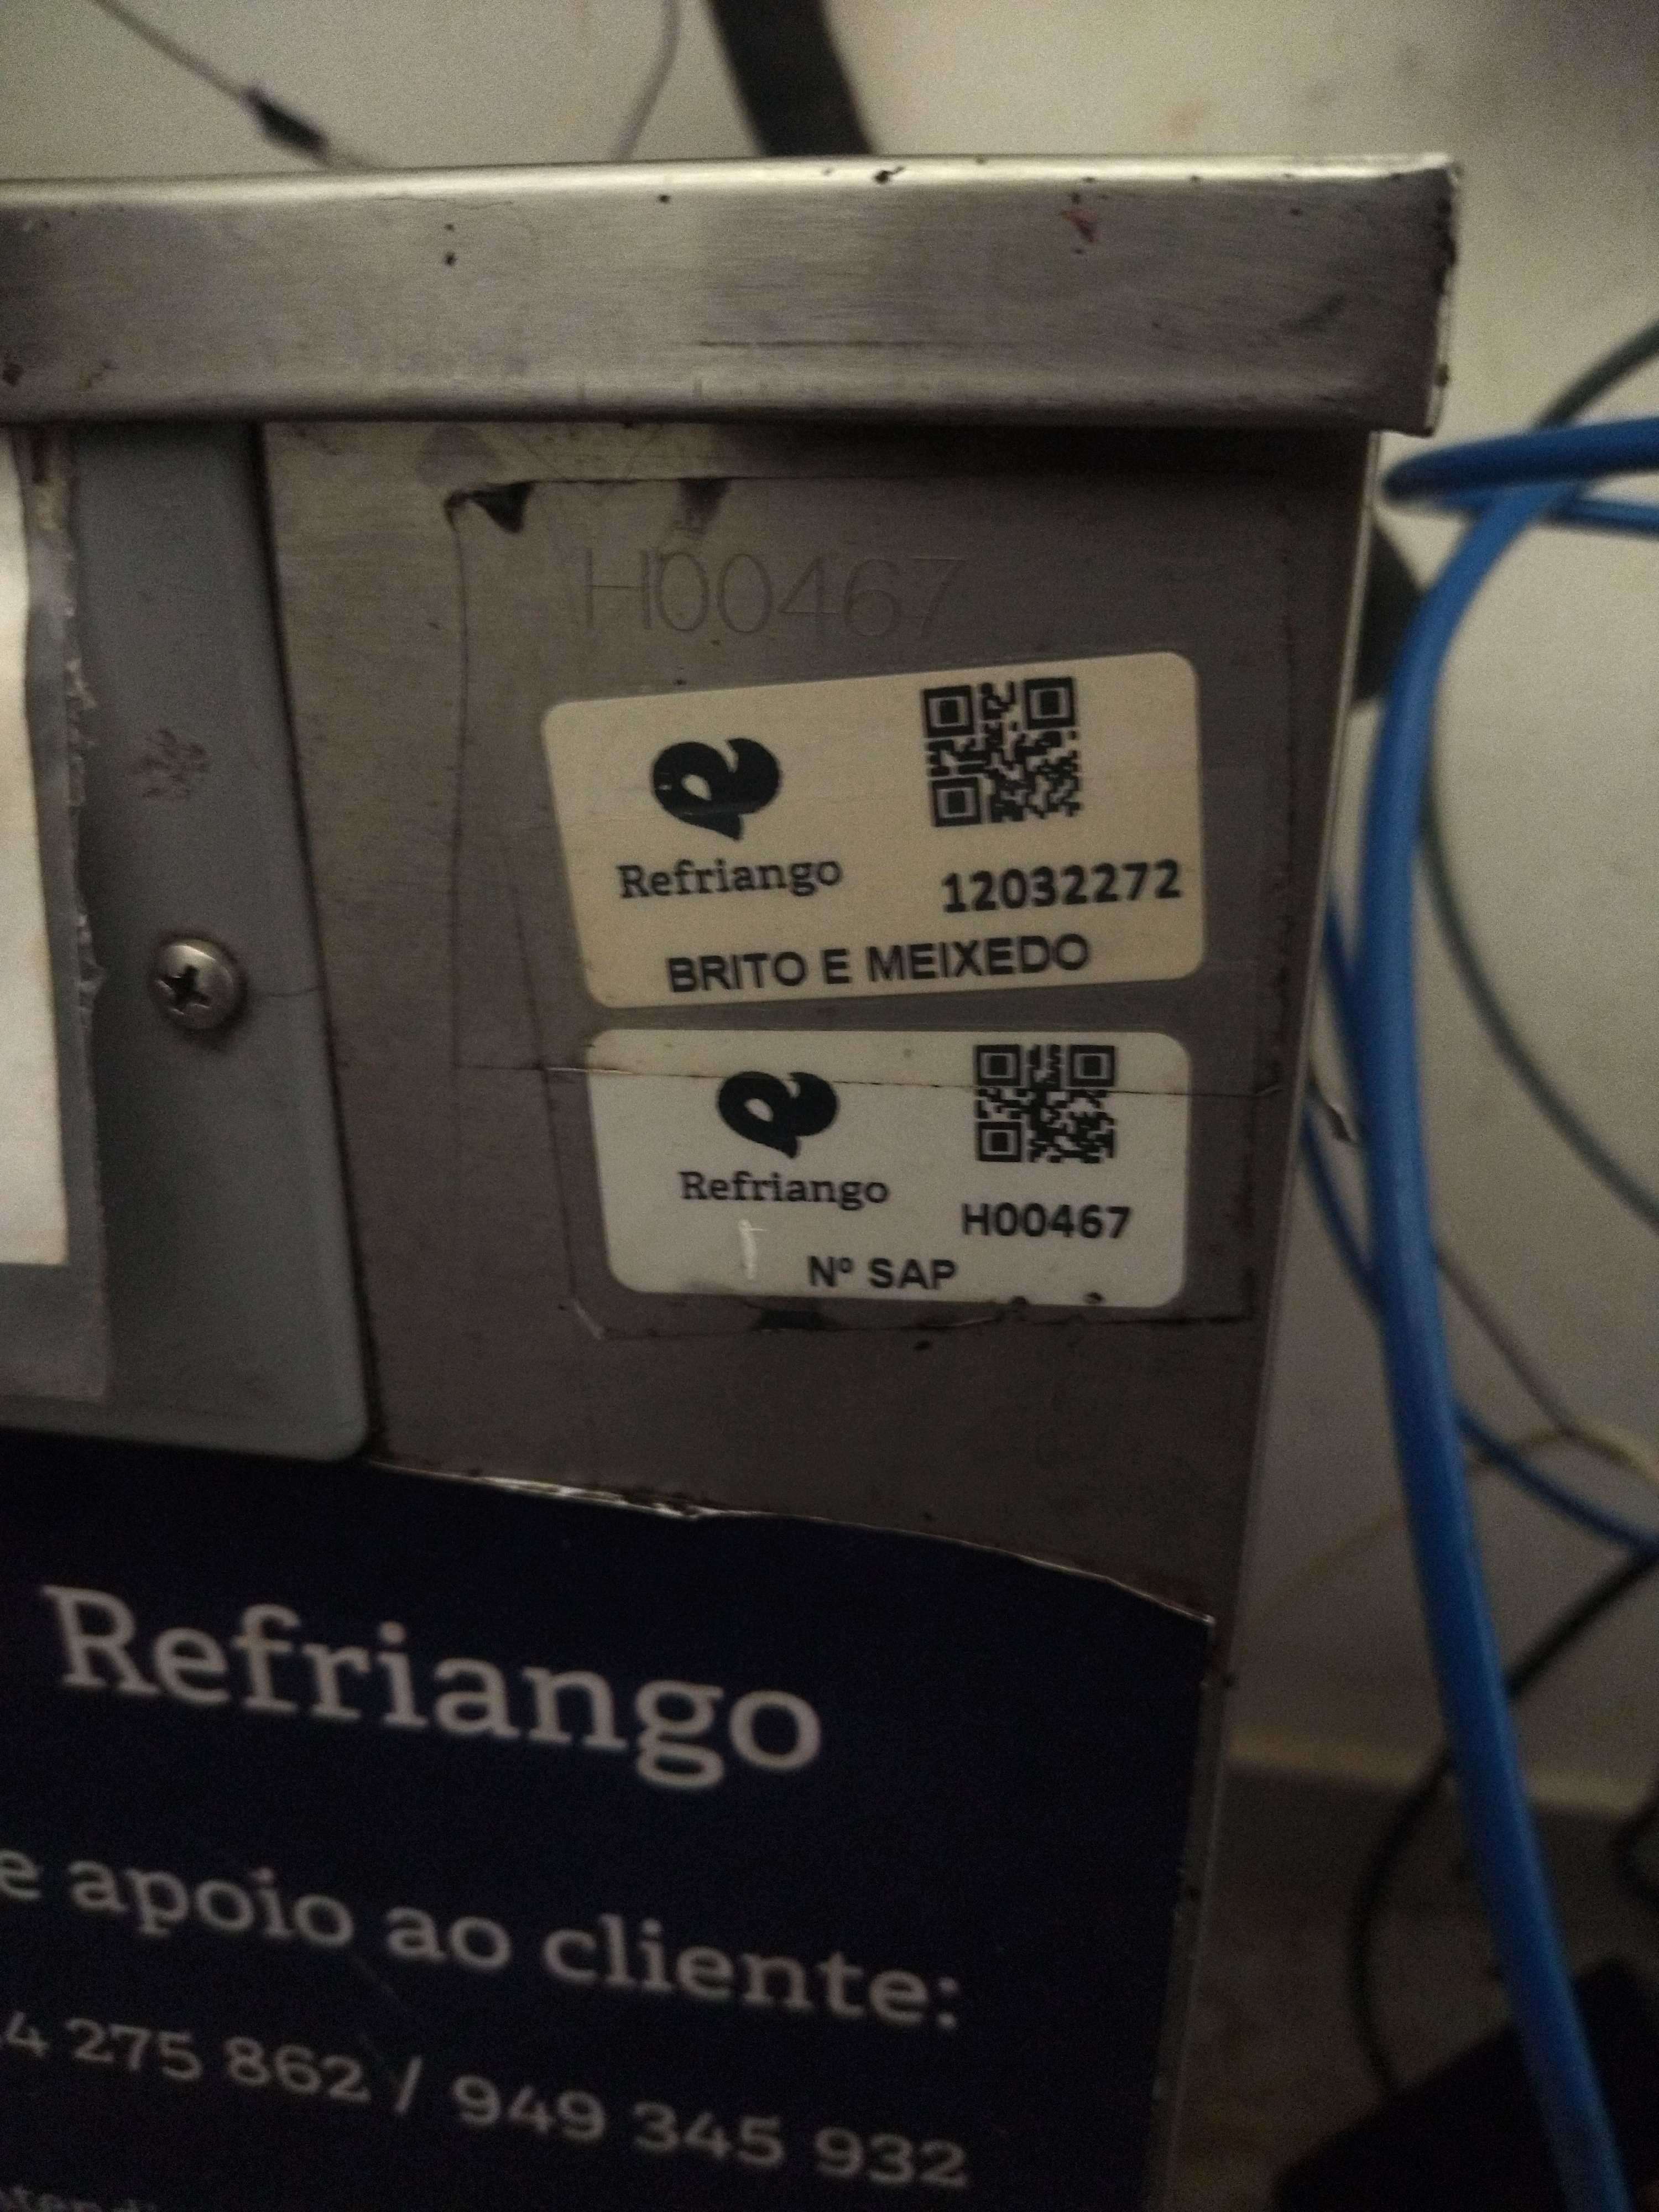 H00467
Refriango
12032272
BRITO E MEIXEDO
Refriango
H00467
Nº SAP
Refriango
e apoio ao cliente:
4 275 862 / 949 345 932